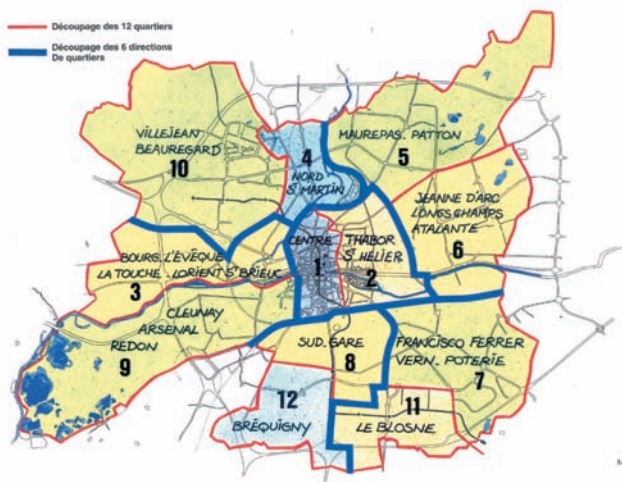 Découpage des 12 quartiers
Découpage des 6 directions
De quartiers
VILLEJEAN
BEAUREGARD
10
4
NORD
ST MARTIN
MAUREPAS. PATTON
5
JEANNE D'ARC
LONGS CHAMPS
ATALANTE
6
CENTRE
1
THABOR
ST HÉLIER
2
BOURG. L'ÉVÊQUE
LA TOUCHE - LORIENT ST BRIEUC
3
CLEUNAY
ARSENAL
REDON
9
SUD. GARE
8
FRANCISCO FERRER
VERN. POTERIE
7
12
BRÉQUIGNY
11
LE BLOSNE